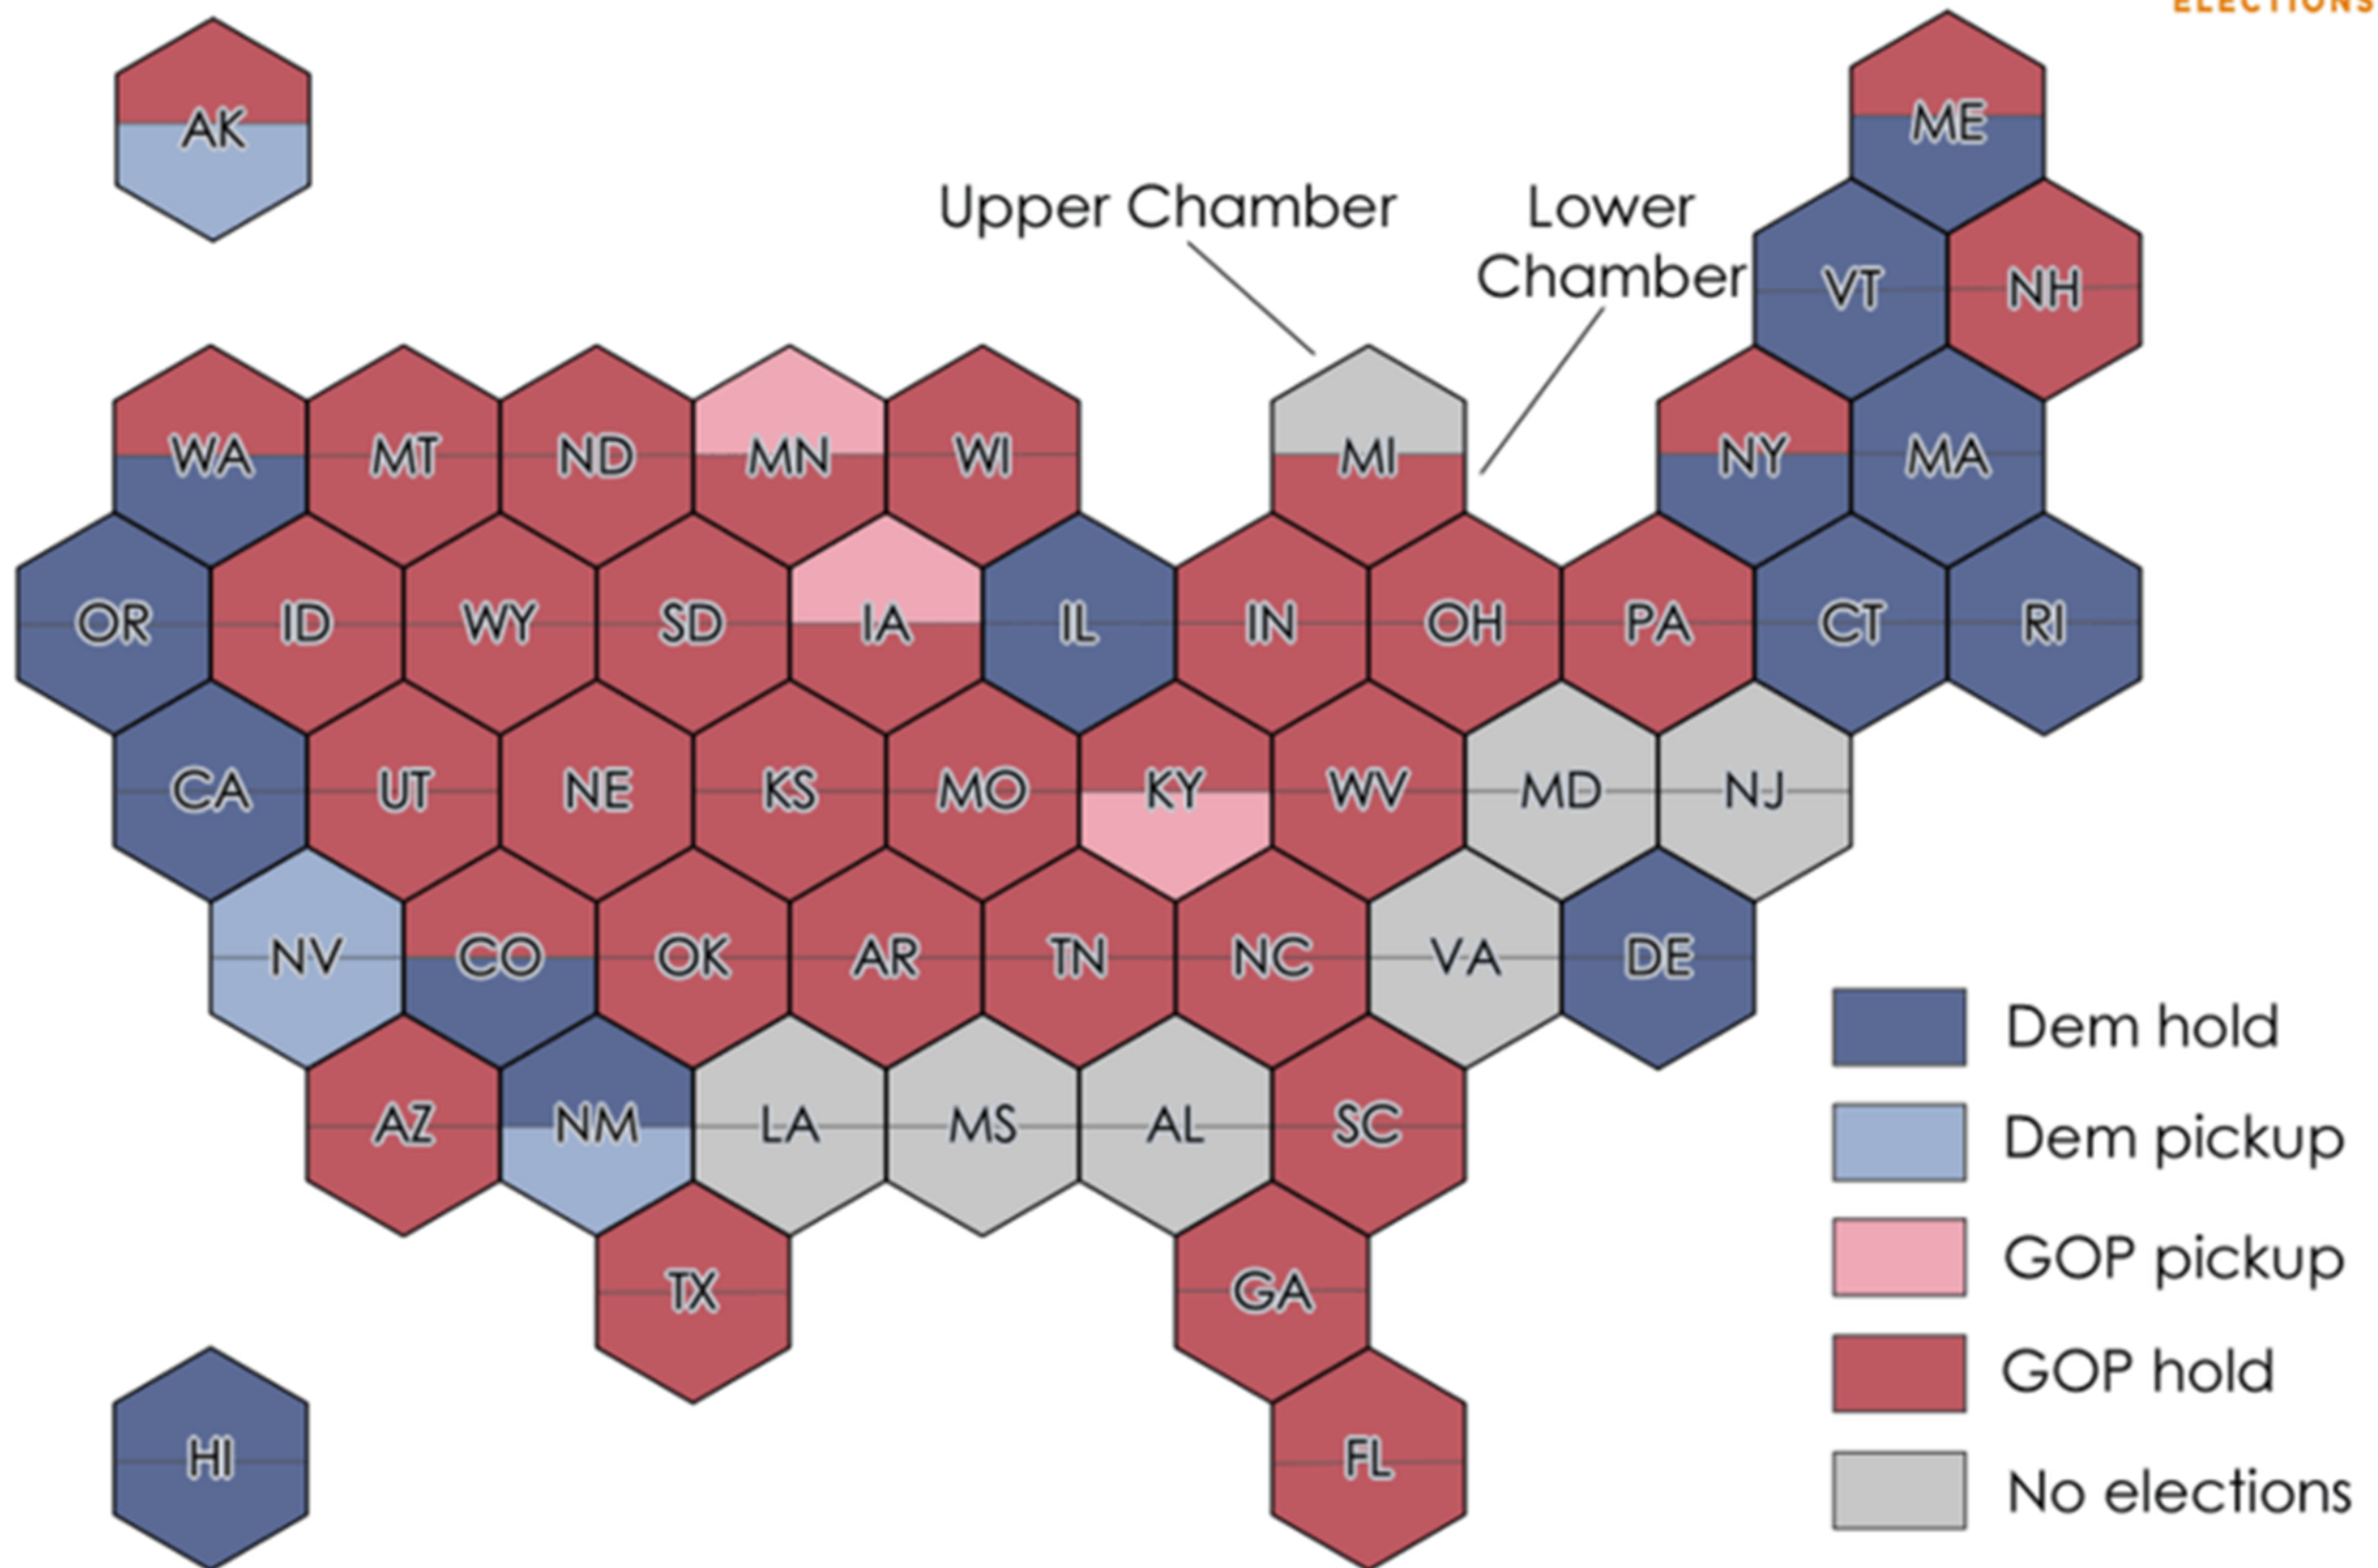 ELECTIONS
AK
ME
Upper Chamber
Lower
Chamber
VT
NH
WA
MT
ND
MN
WI
MI
NY
MA
OR
ID
WY
SD
IA
IL
IN
OH
PA
CT
RI
CA
UT
NE
KS
MO
KY
WV
MD
NJ
NV
CO
OK
AR
TN
NC
VA
DE
AZ
NM
LA
MS
AL
SC
TX
GA
HI
FL
Dem hold
Dem pickup
GOP pickup
GOP hold
No elections